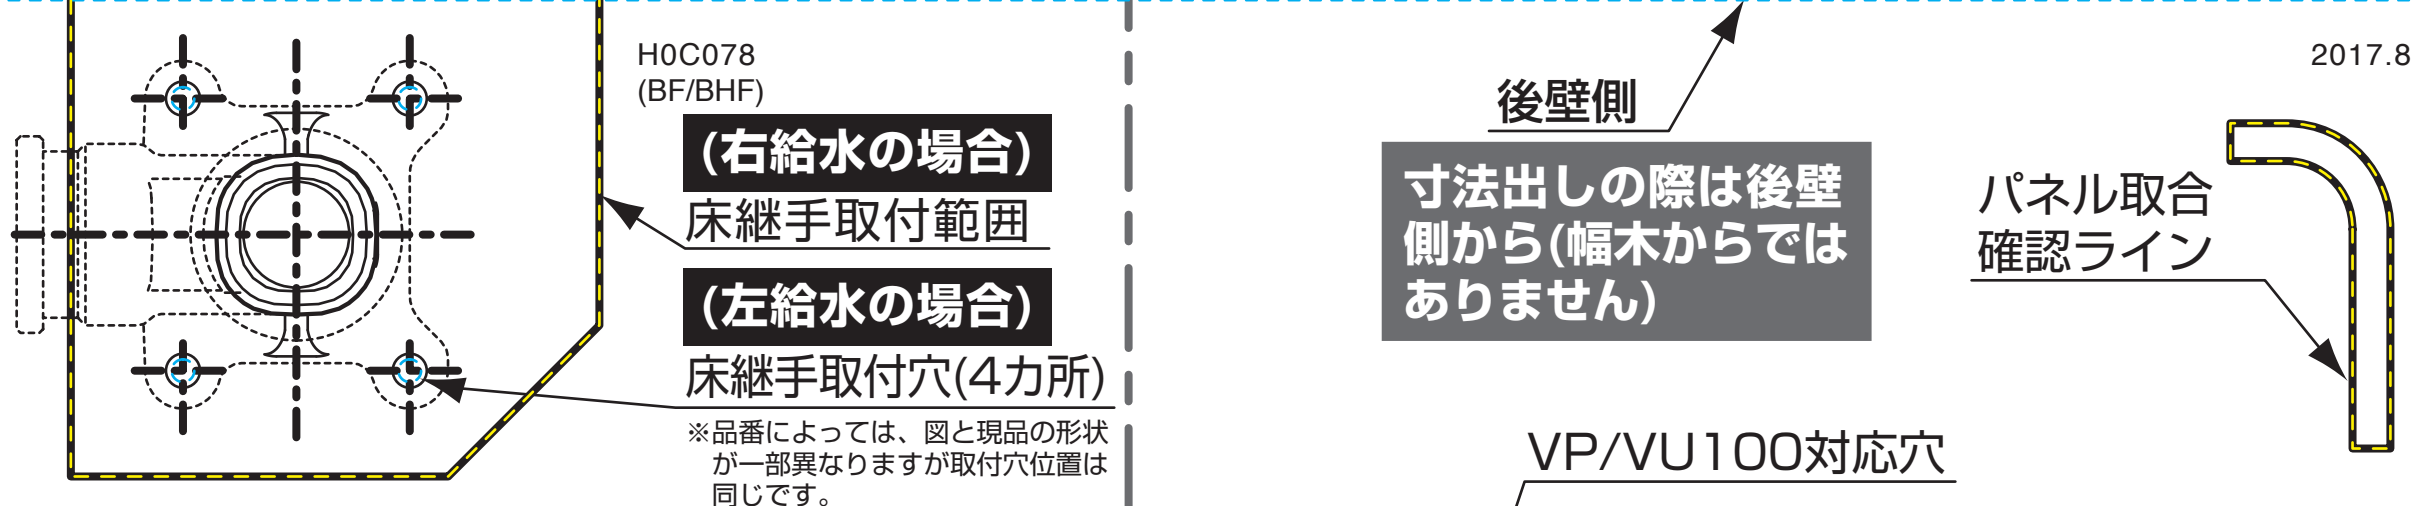 H0C078
(BF/BHF)
(右給水の場合)
床継手取付範囲
(左給水の場合)
床継手取付穴(4カ所)
※品番によっては、図と現品の形状
が一部異なりますが取付穴位置は
同じです。
後壁側
寸法出しの際は後壁
側から(幅木からでは
ありません)
VP/VU100対応穴
2017.8
パネル取合
確認ライン